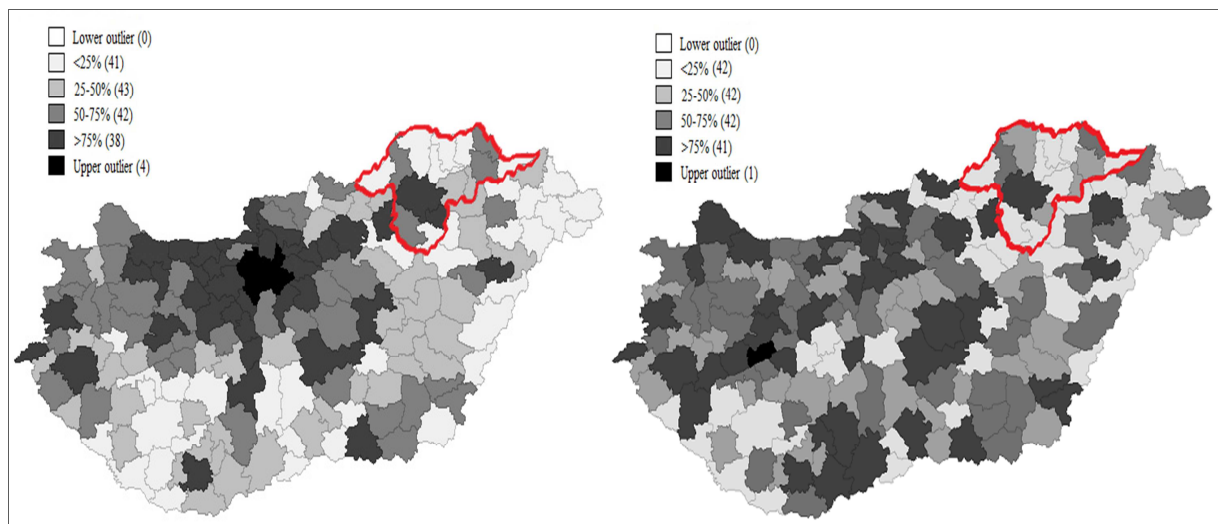 Lower outlier (0)
<25% (41)
25-50% (43)
50-75% (42)
>75% (38)
Upper outlier (4)
Lower outlier (0)
<25% (42)
25-50% (42)
50-75% (42)
>75% (41)
Upper outlier (1)